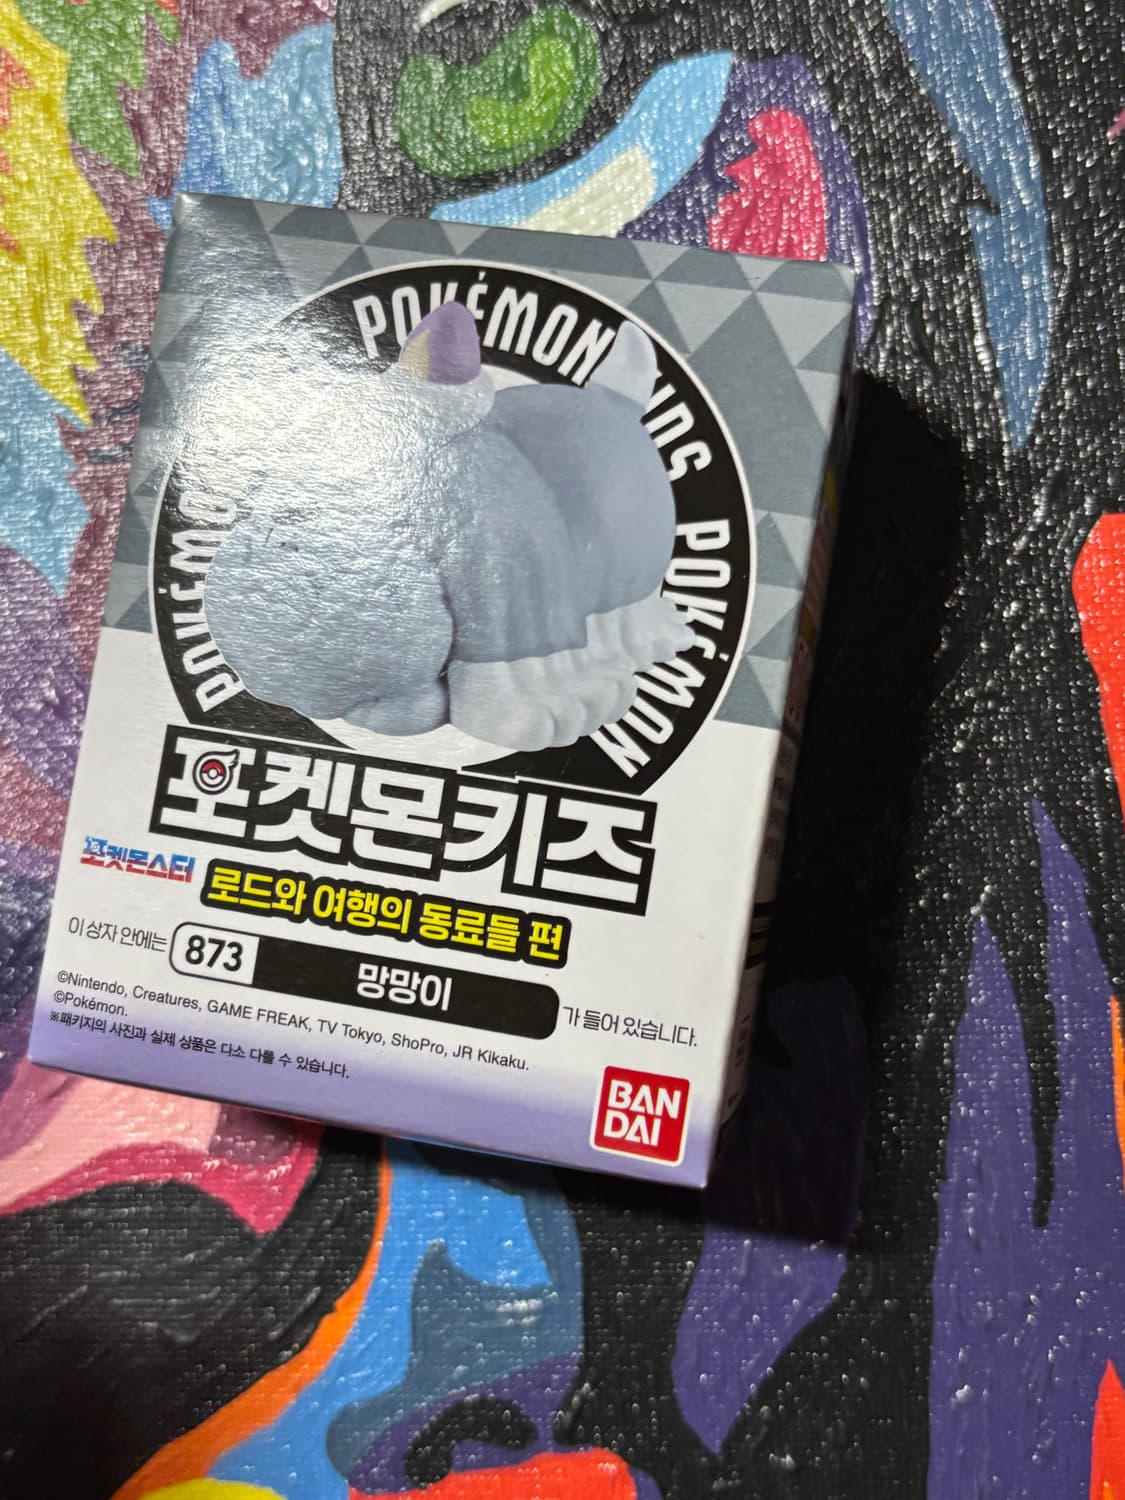 POKÉMON KIDS POKÉMON
POKÉMON
포켓몬키즈
포켓몬스터
로드와 여행의 동료들 편
이 상자 안에는 873 망망이 가 들어 있습니다.
©Nintendo, Creatures, GAME FREAK, TV Tokyo, ShoPro, JR Kikaku.
©Pokémon.
※패키지의 사진과 실제 상품은 다소 다를 수 있습니다.
BAN
DAI